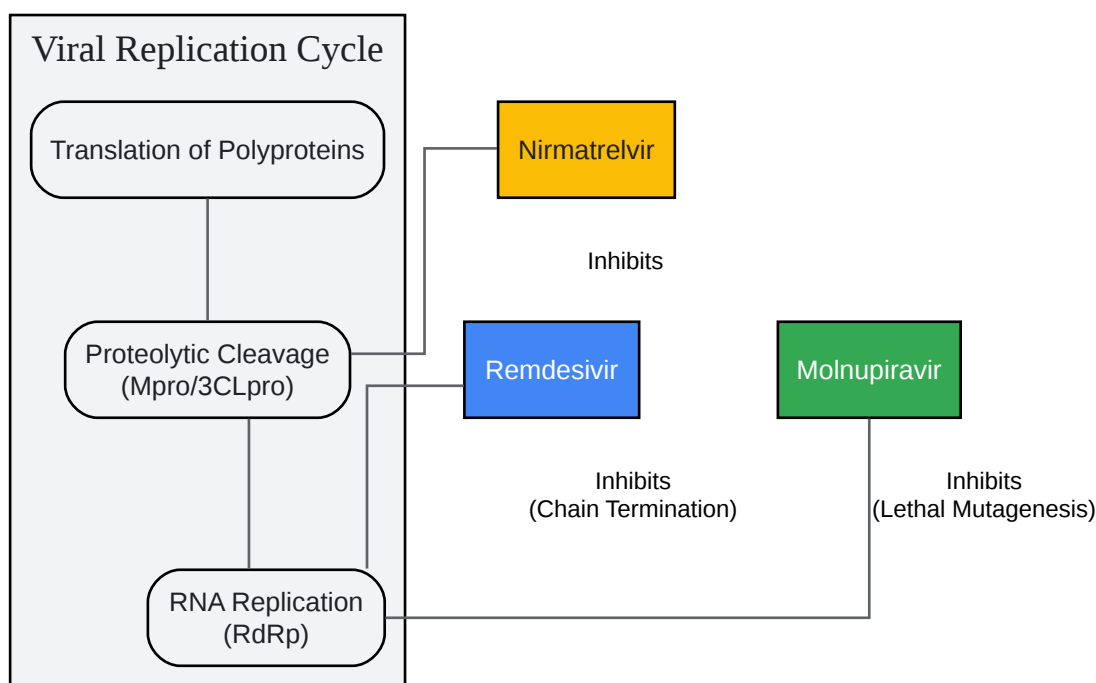 Viral Replication Cycle
Translation of Polyproteins
Nirmatrelvir
Inhibits
Proteolytic Cleavage
(Mpro/3CLpro)
Remdesivir
Molnupiravir
Inhibits
(Chain Termination)
Inhibits
(Lethal Mutagenesis)
RNA Replication
(RdRp)